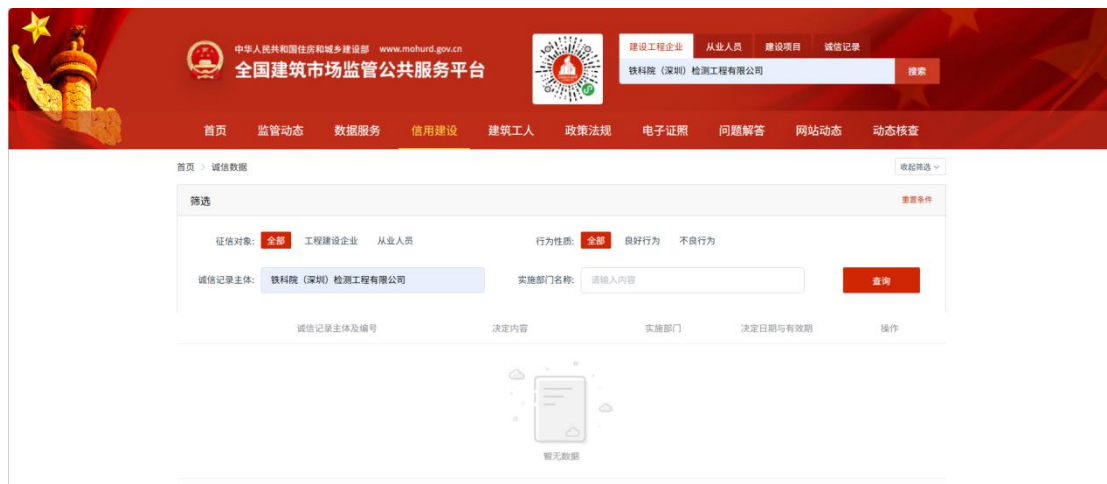 中华人民共和国住房和城乡建设部 www.mohurd.gov.cn
全国建筑市场监管公共服务平台
建设工程企业 从业人员 建设项目 诚信记录
铁科院（深圳）检测工程有限公司 搜索
首页 监管动态 数据服务 信用建设 建筑工人 政策法规 电子证照 问题解答 网站动态 动态核查
首页 > 诚信数据 收起筛选
筛选 重置条件
征信对象: 全部 工程建设企业 从业人员 行为性质: 全部 良好行为 不良行为
诚信记录主体: 铁科院（深圳）检测工程有限公司 实施部门名称: 请输入内容 查询
诚信记录主体及编号 决定内容 实施部门 决定日期与有效期 操作
暂无数据